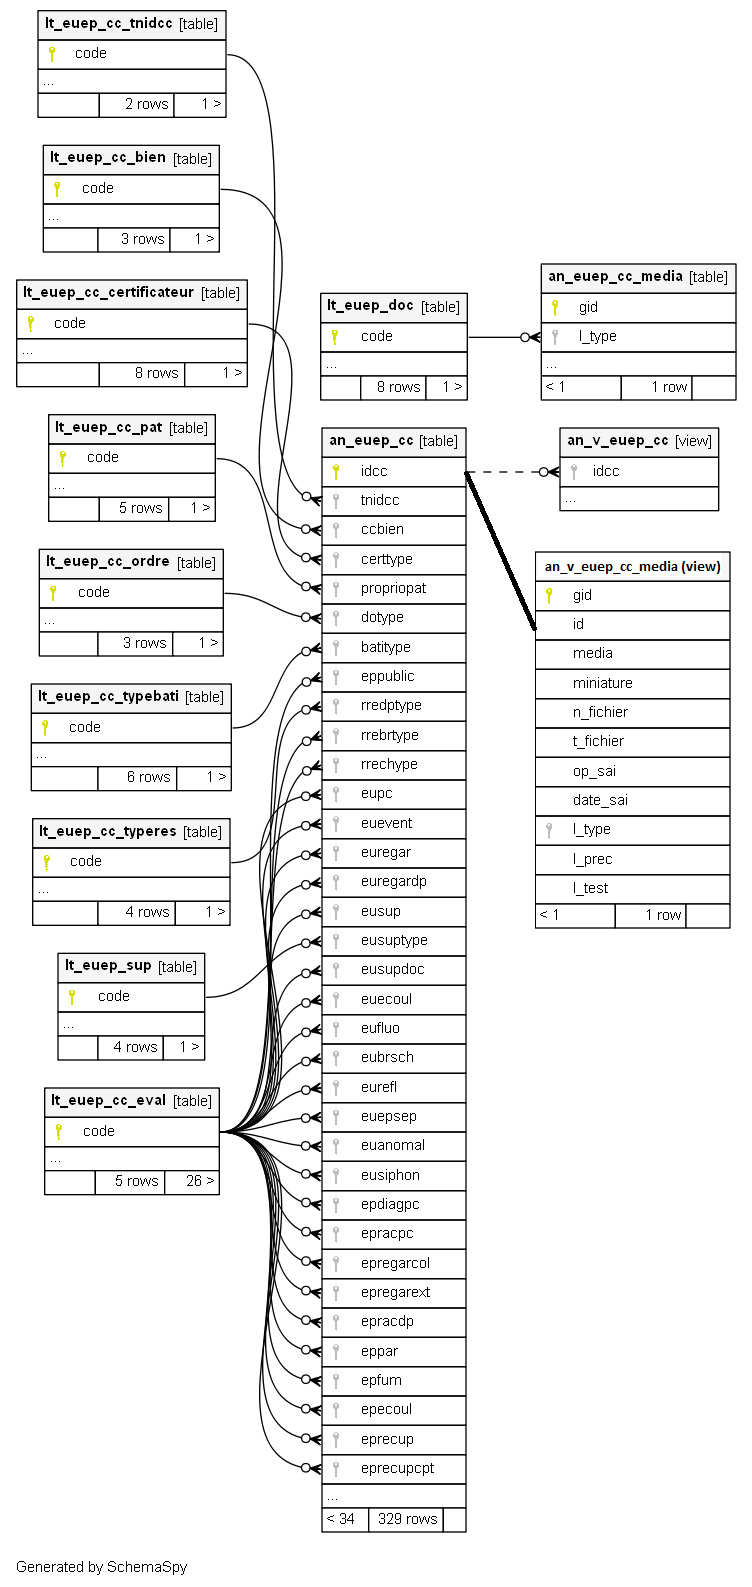 lt_euep_cc_tnidcc [table]
code
...
2 rows 1 >
lt_euep_cc_bien [table]
code
...
3 rows 1 >
lt_euep_cc_certificateur [table]
code
...
8 rows 1 >
lt_euep_cc_pat [table]
code
...
5 rows 1 >
lt_euep_cc_ordre [table]
code
...
3 rows 1 >
lt_euep_cc_typebati [table]
code
...
6 rows 1 >
lt_euep_cc_typeres [table]
code
...
4 rows 1 >
lt_euep_sup [table]
code
...
4 rows 1 >
lt_euep_cc_eval [table]
code
...
5 rows 26 >
lt_euep_doc [table]
code
...
8 rows 1 >
an_euep_cc [table]
idcc
tnidcc
ccbien
certtype
propriopat
dotype
batitype
eppublic
rredptype
rrebrtype
rrechype
eupc
euevent
euregar
euregardp
eusup
eusuptype
eusupdoc
euecoul
eufluo
eubrsch
eurefl
euepsep
euanomal
eusiphon
epdiagpc
epracpc
epregarcol
epregarext
epracdp
eppar
epfum
epecoul
eprecup
eprecupcpt
...
< 34 329 rows
an_euep_cc_media [table]
gid
l_type
...
< 1 1 row
an_v_euep_cc [view]
idcc
...
an_v_euep_cc_media (view)
gid
id
media
miniature
n_fichier
t_fichier
op_sai
date_sai
l_type
l_prec
l_test
< 1 1 row
Generated by SchemaSpy